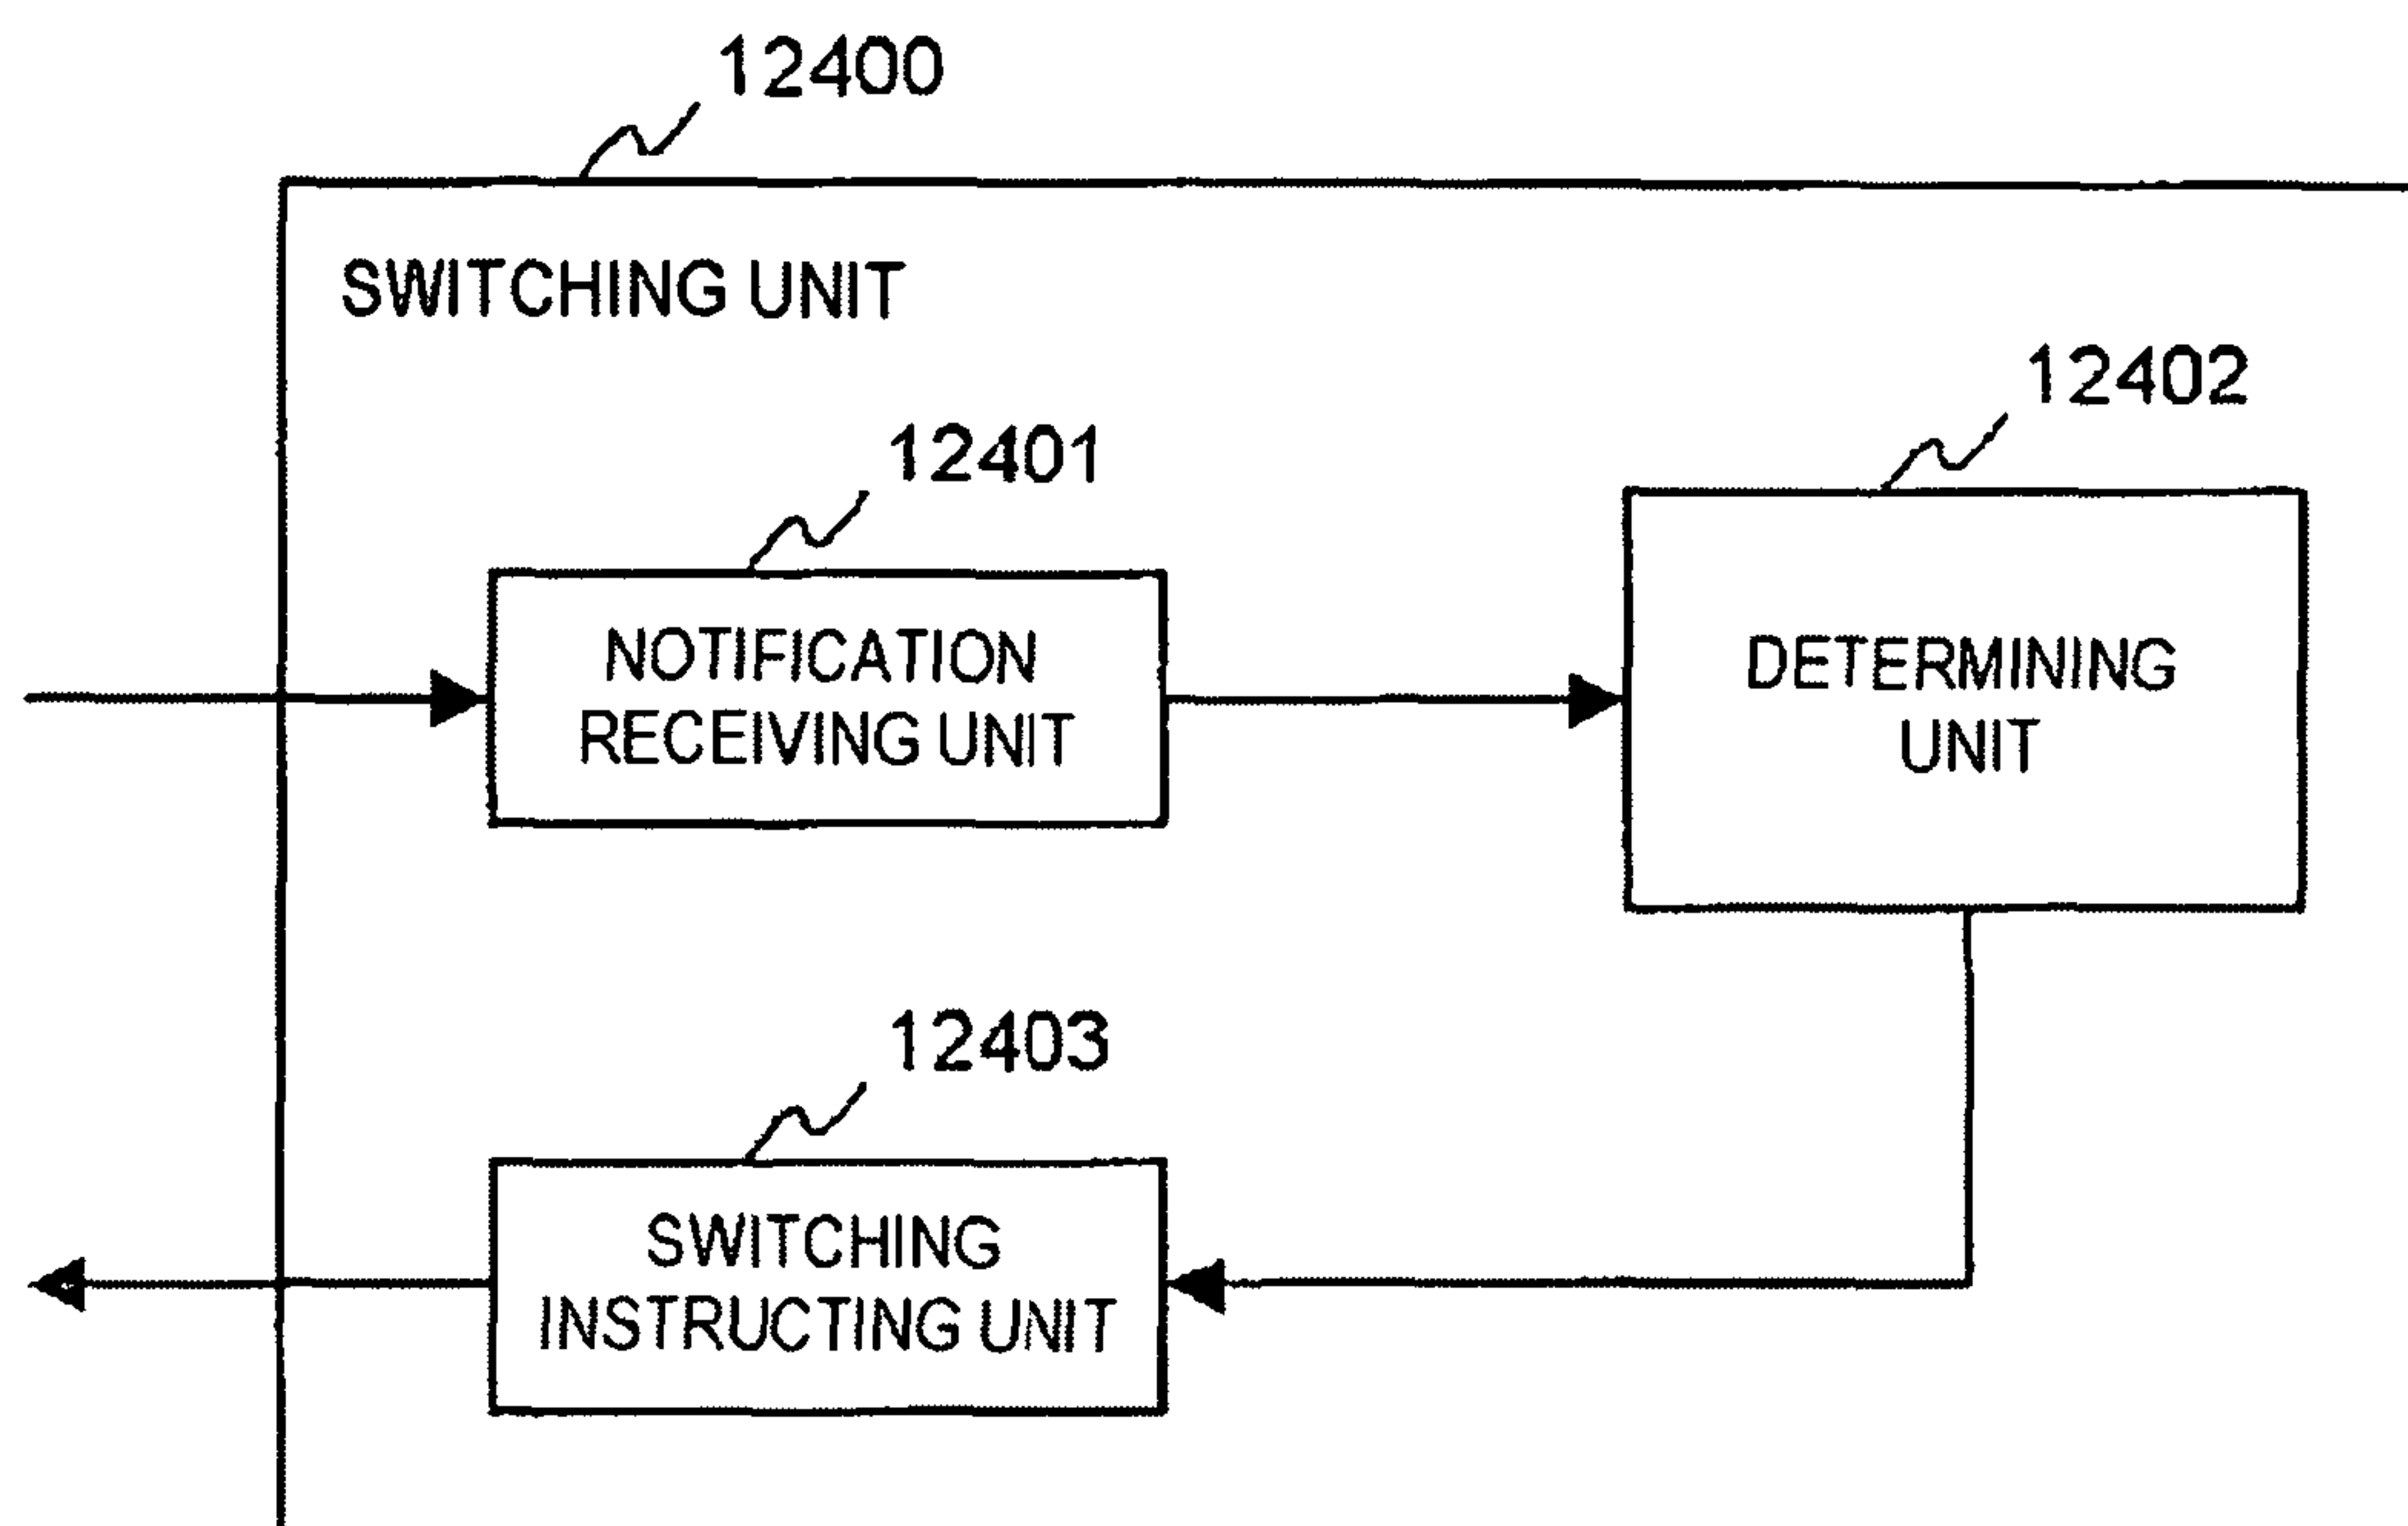 12400
SWITCHING UNIT
12402
12401
NOTIFICATION
RECEIVING UNIT
DETERMINING
UNIT
12403
SWITCHING
INSTRUCTING UNIT